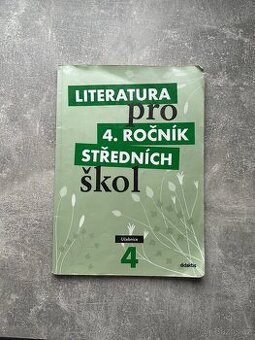 LITERATURA
pro
4. ROČNÍK
STŘEDNÍCH
škol
Učebnice
4
didaktis